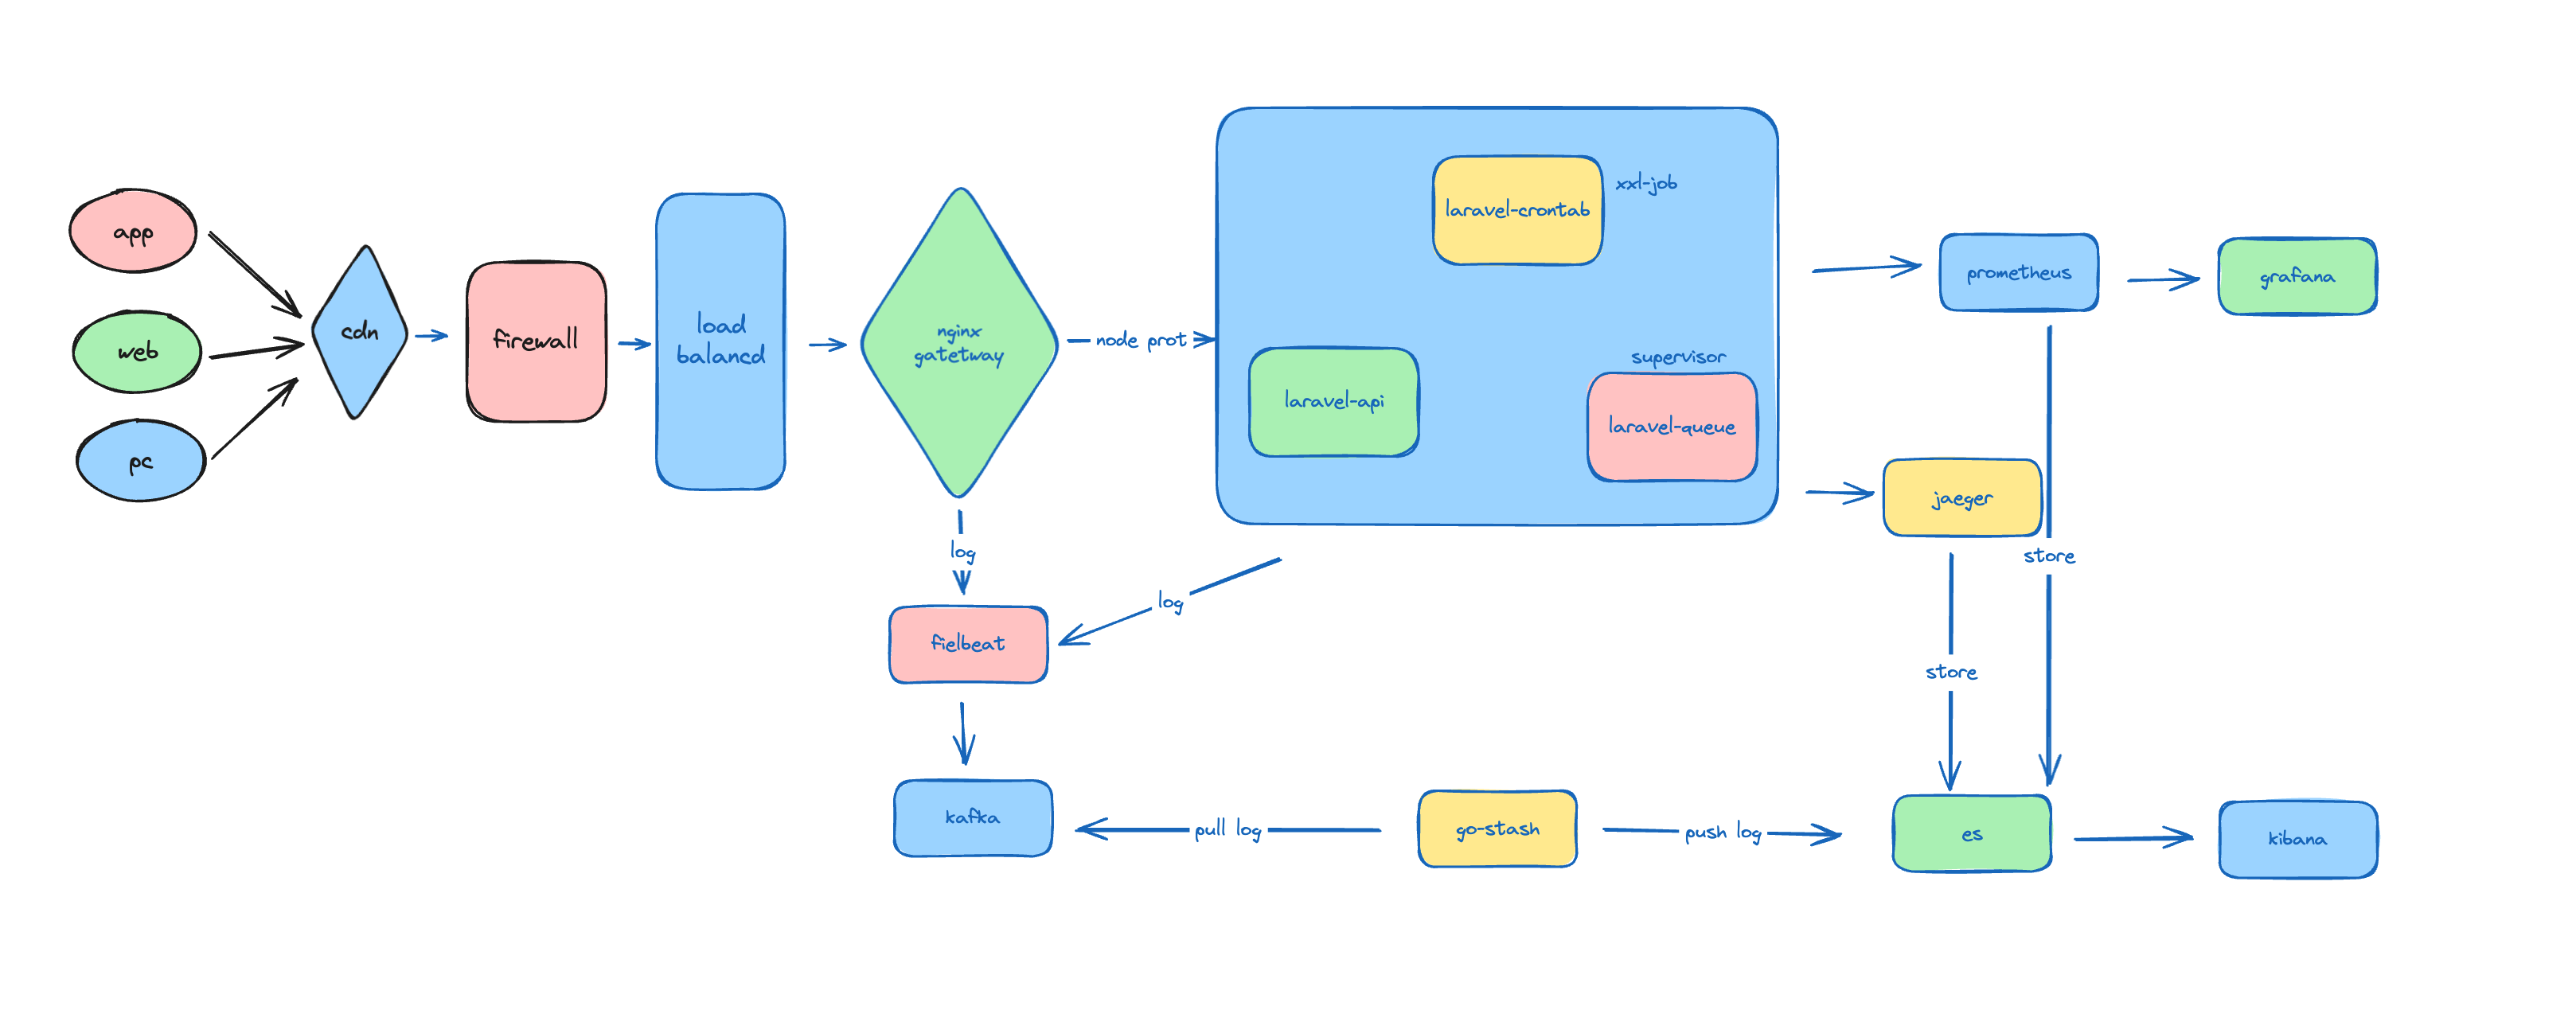 app
web
pc
cdn
firewall
load
balancd
nginx
gatetway
node prot
laravel-crontab
xxl-job
laravel-api
supervisor
laravel-queue
prometheus
grafana
jaeger
store
store
log
log
fielbeat
kafka
pull log
go-stash
push log
es
kibana